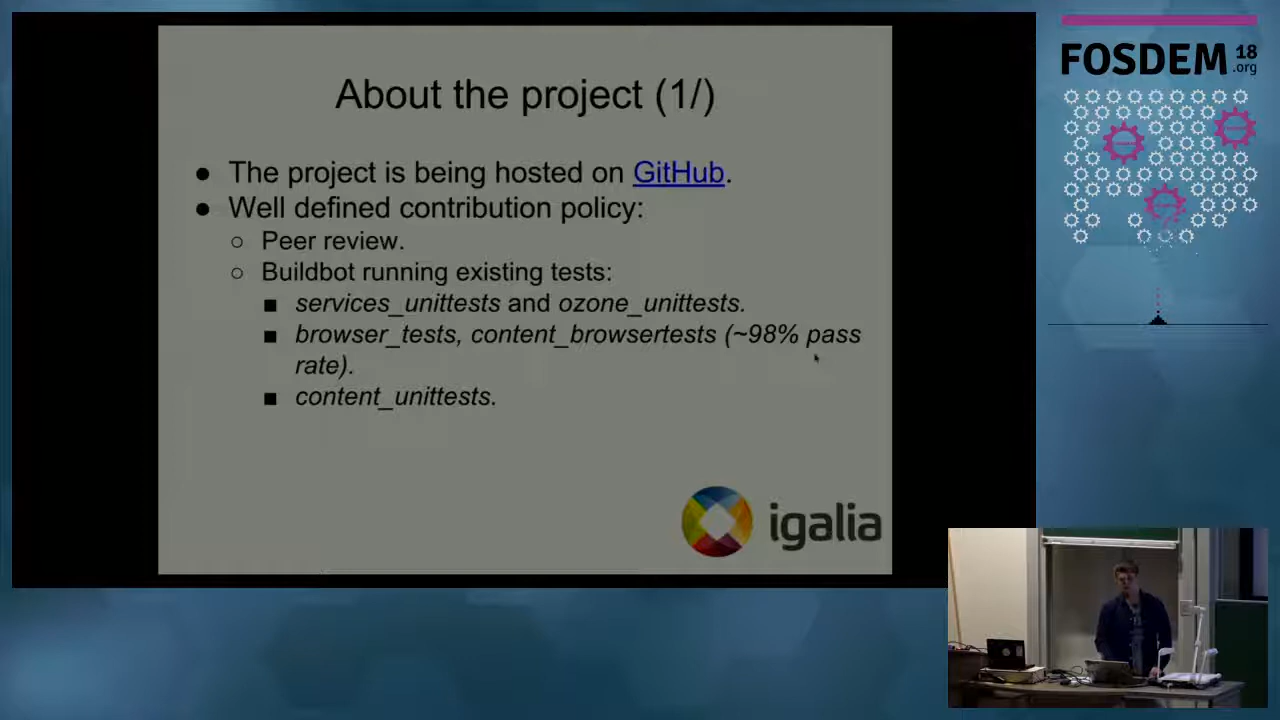 About the project (1/)
● The project is being hosted on GitHub.
● Well defined contribution policy:
○ Peer review.
○ Buildbot running existing tests:
■ services_unittests and ozone_unittests.
■ browser_tests, content_browsertests (~98% pass
rate).
■ content_unittests.
igalia
FOSDEM 18
.org